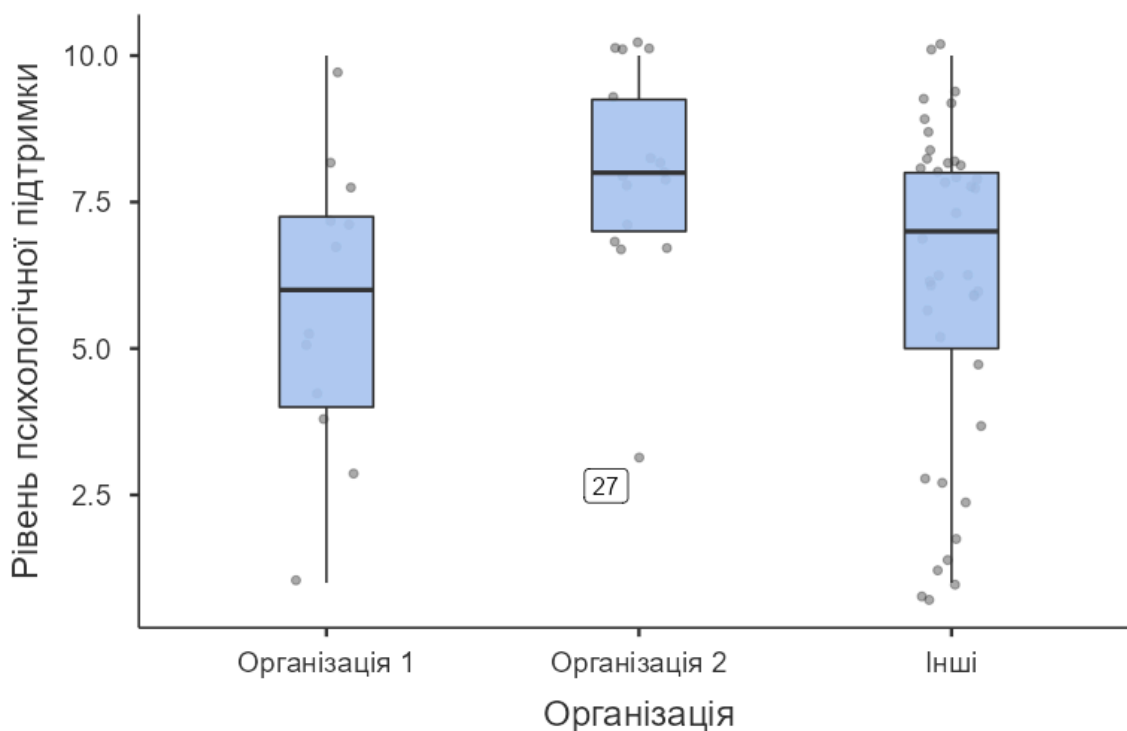 Рівень психологічної підтримки
10.0
7.5
5.0
2.5
27
Організація 1
Організація 2
Інші
Організація